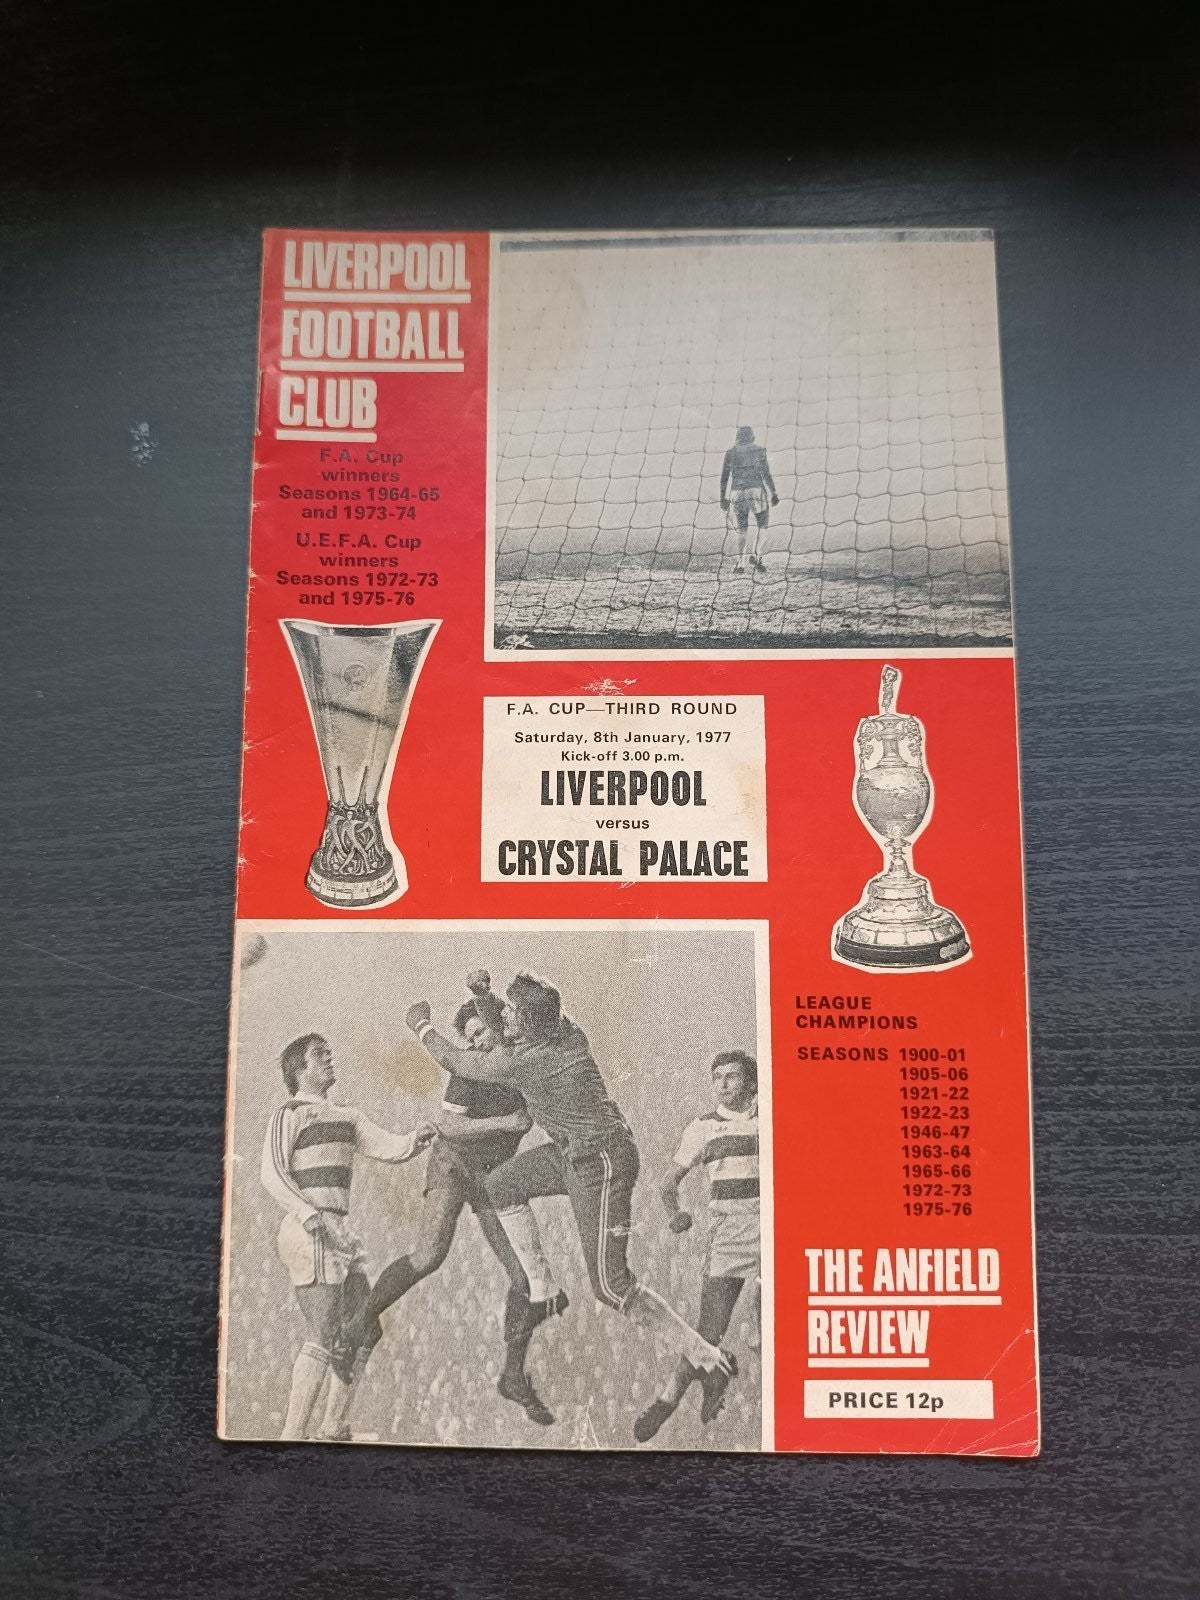 LIVERPOOL
FOOTBALL
CLUB
F.A. Cup
winners
Seasons 1964-65
and 1973-74
U.E.F.A. Cup
winners
Seasons 1972-73
and 1975-76
F.A. CUP—THIRD ROUND
Saturday, 8th January, 1977
Kick-off 3.00 p.m.
LIVERPOOL
versus
CRYSTAL PALACE
LEAGUE
CHAMPIONS
SEASONS 1900-01
1905-06
1921-22
1922-23
1946-47
1963-64
1965-66
1972-73
1975-76
THE ANFIELD
REVIEW
PRICE 12p